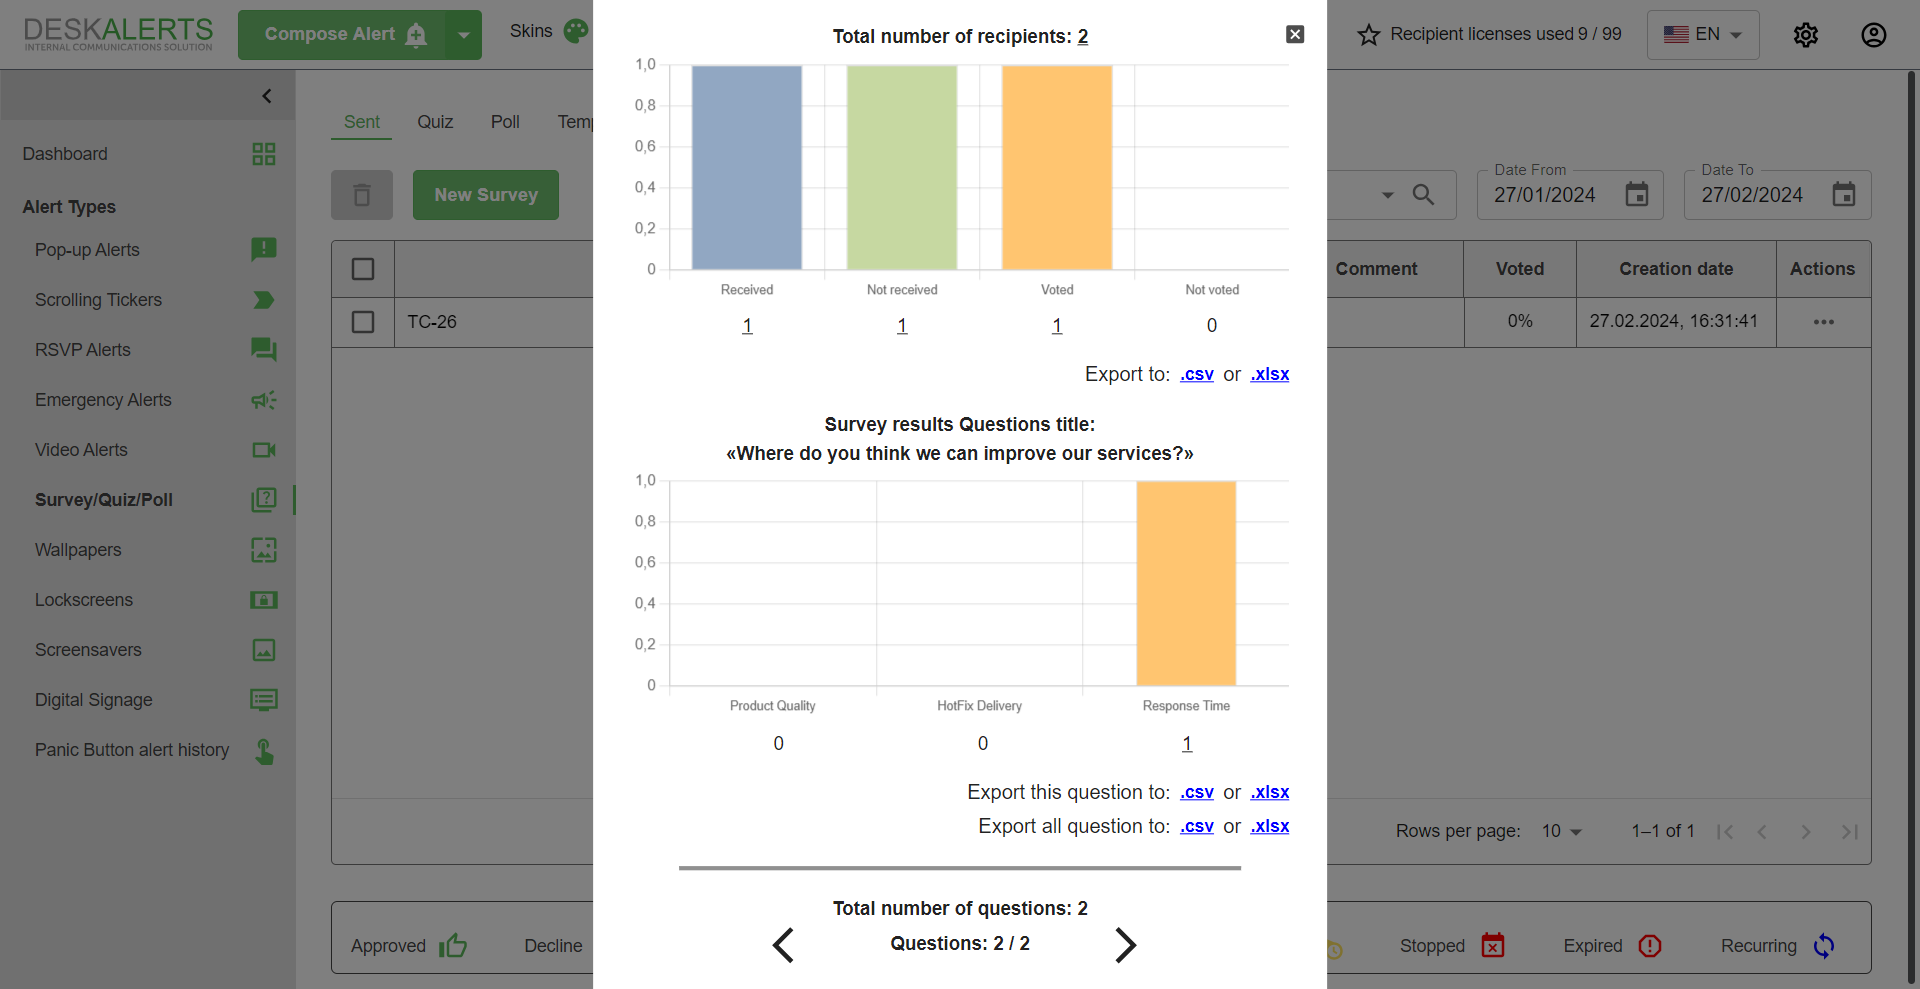 DESKALERTS
INTERNAL COMMUNICATIONS SOLUTION
Compose Alert
Skins
Recipient licenses used 9 / 99
EN
Dashboard
Alert Types
Pop-up Alerts
Scrolling Tickers
RSVP Alerts
Emergency Alerts
Video Alerts
Survey/Quiz/Poll
Wallpapers
Lockscreens
Screensavers
Digital Signage
Panic Button alert history
Sent Quiz Poll Temp
New Survey
Date From
27/01/2024
Date To
27/02/2024
Comment Voted Creation date Actions
TC-26 0% 27.02.2024, 16:31:41
Rows per page: 10 1–1 of 1
Approved Decline Stopped Expired Recurring
Total number of recipients: 2
1,0
0,8
0,6
0,4
0,2
0
Received Not received Voted Not voted
1 1 1 0
Export to: .csv or .xlsx
Survey results Questions title:
«Where do you think we can improve our services?»
1,0
0,8
0,6
0,4
0,2
0
Product Quality HotFix Delivery Response Time
0 0 1
Export this question to: .csv or .xlsx
Export all question to: .csv or .xlsx
Total number of questions: 2
Questions: 2 / 2